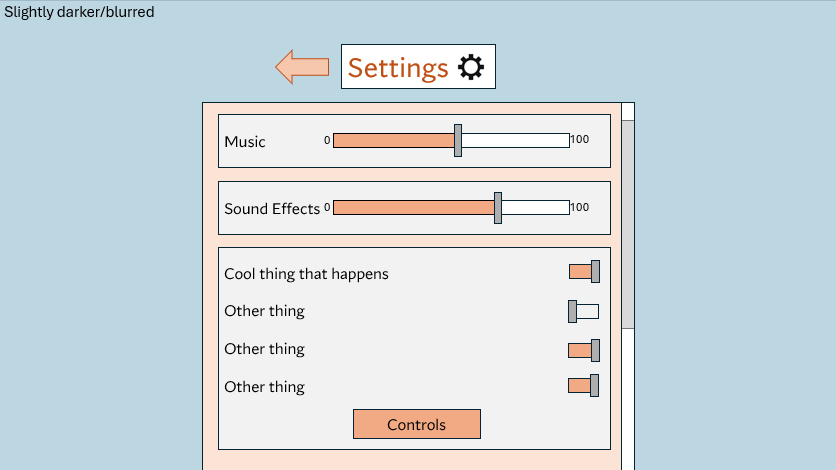 Slightly darker/blurred
Settings
Music 0 100
Sound Effects 0 100
Cool thing that happens
Other thing
Other thing
Other thing
Controls